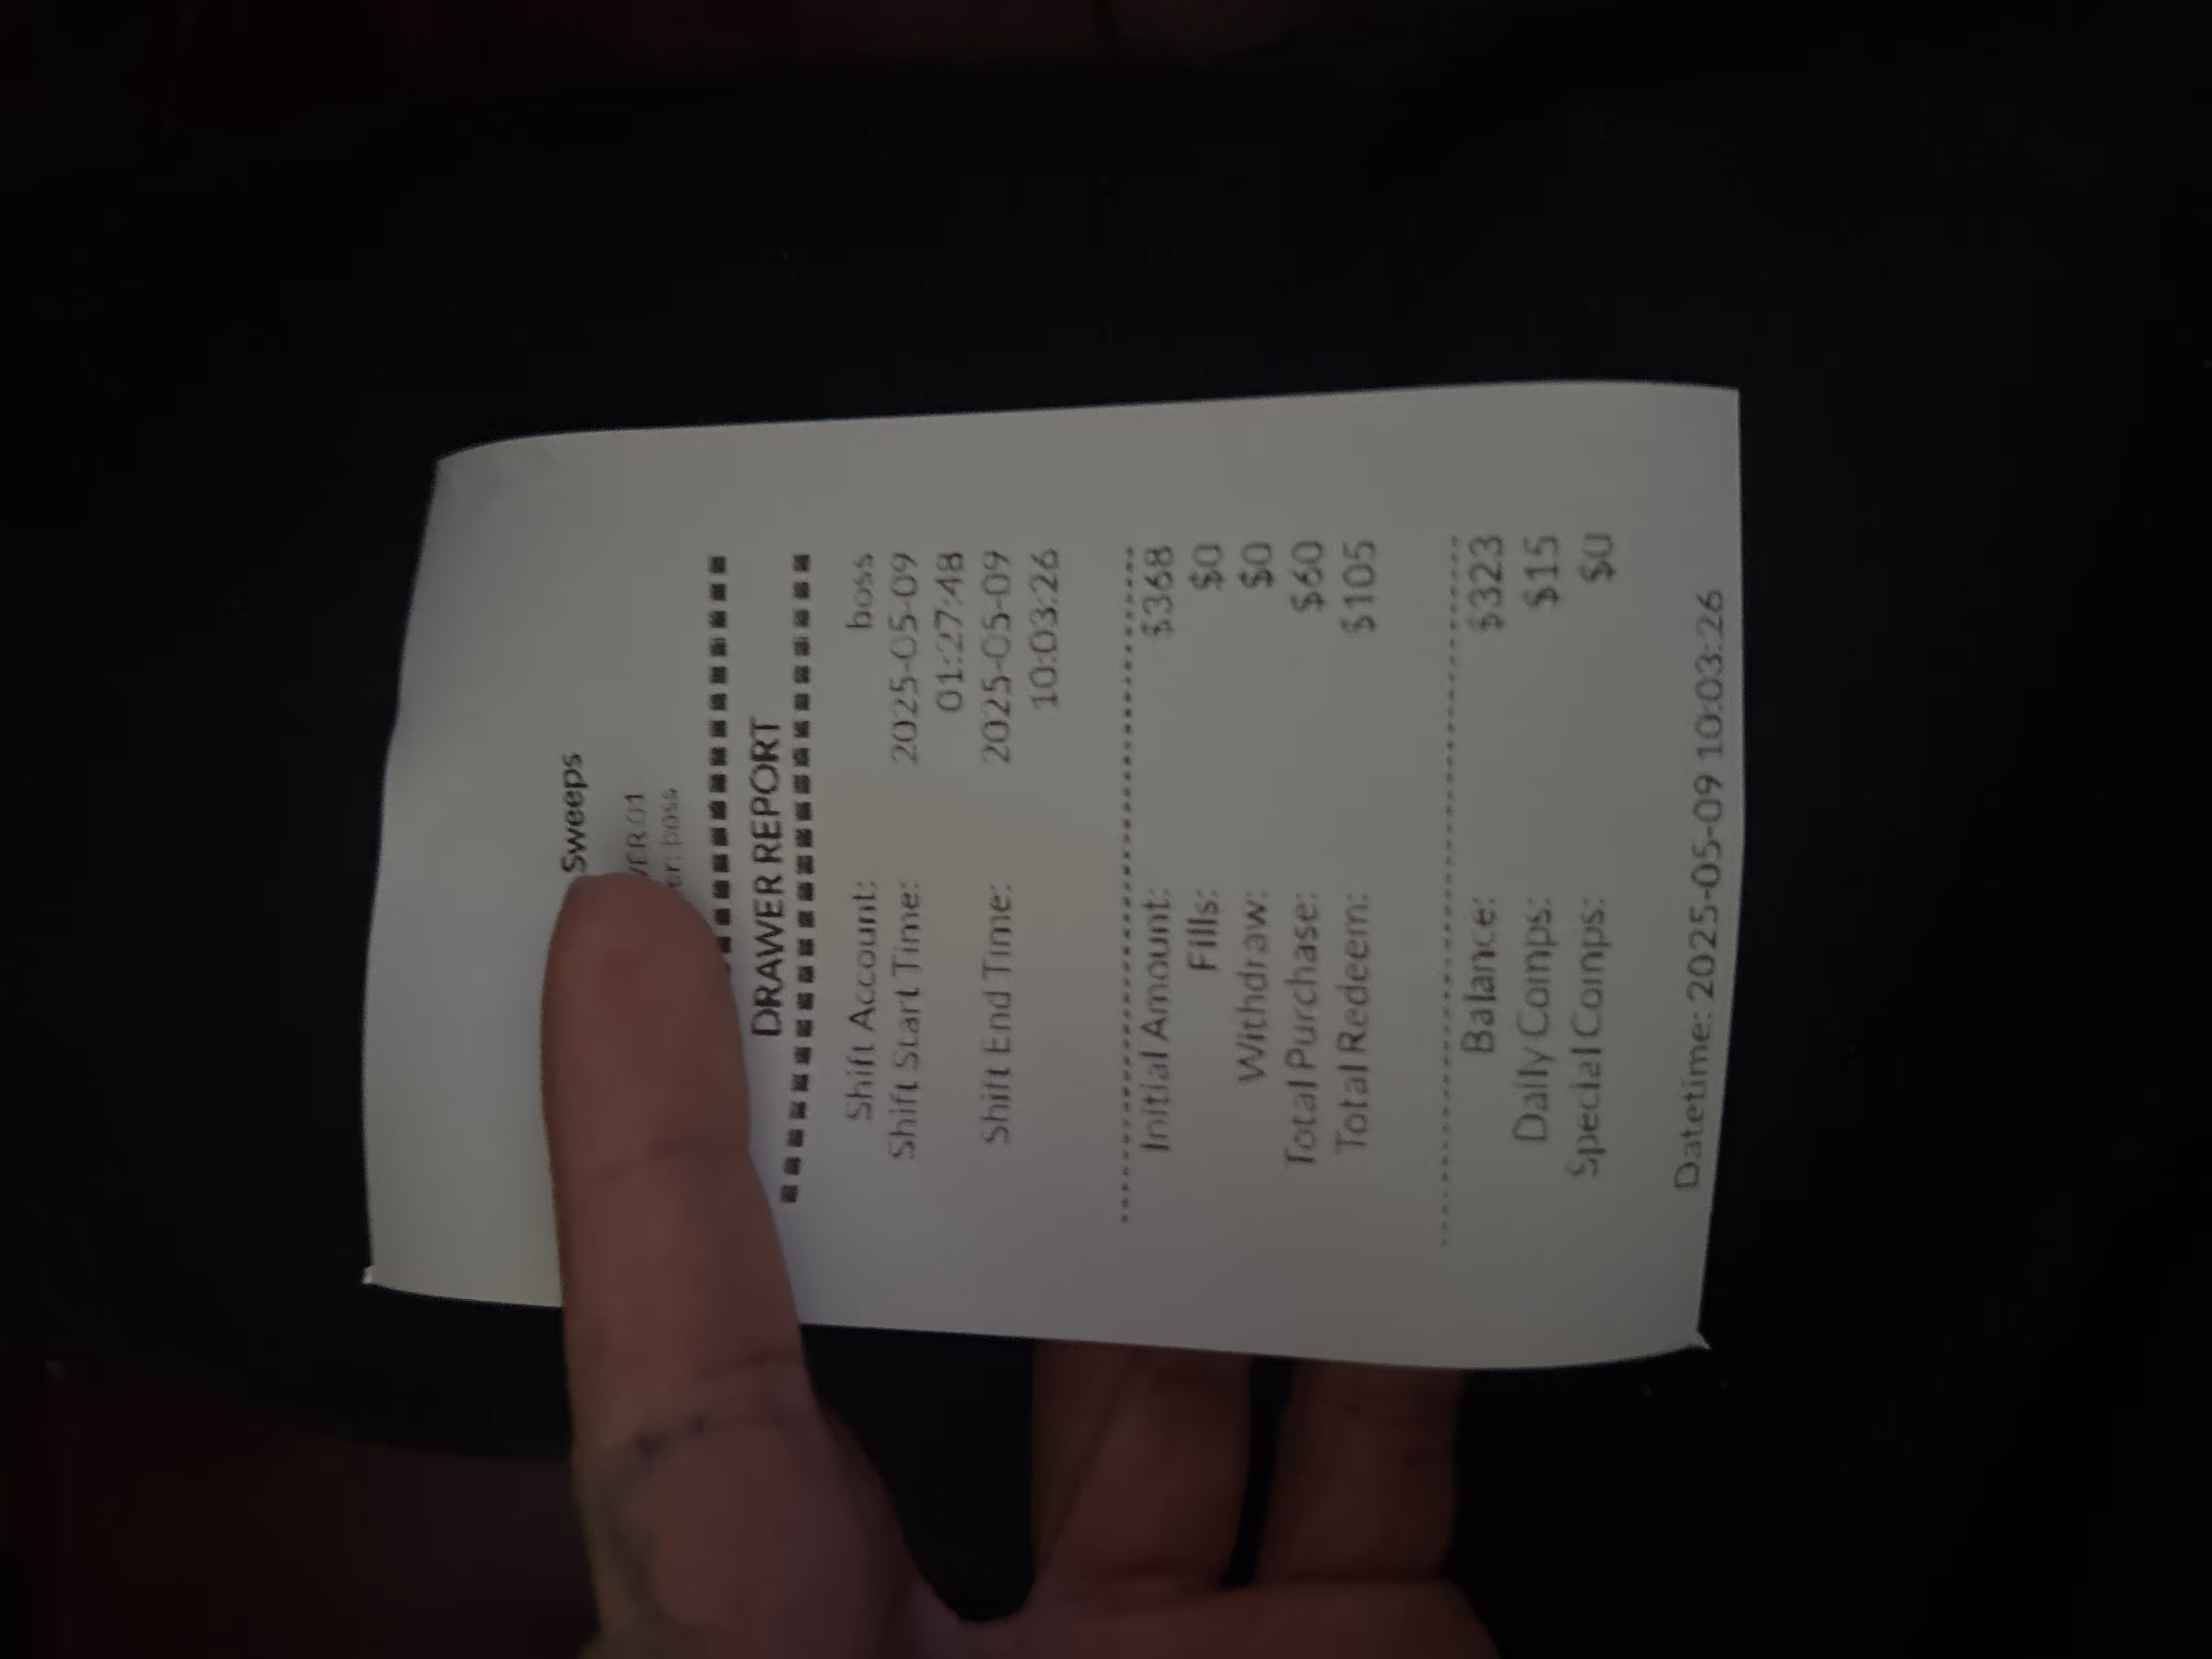 Sweeps
boss
DRAWER REPORT
Shift Account: boss
Shift Start Time: 2025-05-09
01:27:48
Shift End Time: 2025-05-09
10:03:26
Initial Amount: $368
Fills: $0
Withdraw: $0
Total Purchase: $60
Total Redeem: $105
Balance: $323
Daily Comps: $15
Special Comps: $0
Datetime: 2025-05-09 10:03:26